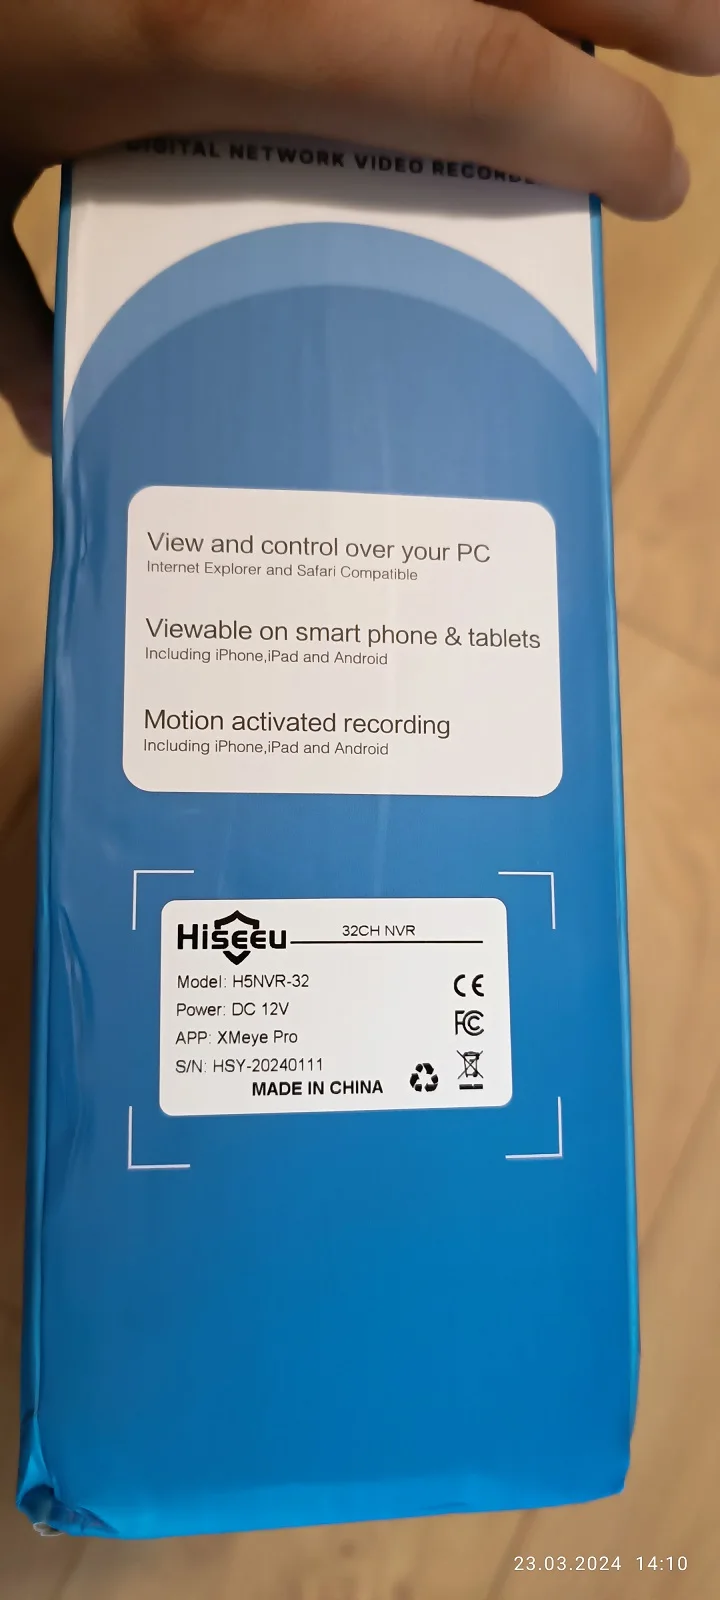 DIGITAL NETWORK VIDEO RECORDER
View and control over your PC
Internet Explorer and Safari Compatible
Viewable on smart phone & tablets
Including iPhone,iPad and Android
Motion activated recording
Including iPhone,iPad and Android
Hiseeu
32CH NVR
Model: H5NVR-32
Power: DC 12V
APP: XMeye Pro
S/N: HSY-20240111
MADE IN CHINA
CE
FC
23.03.2024 14:10